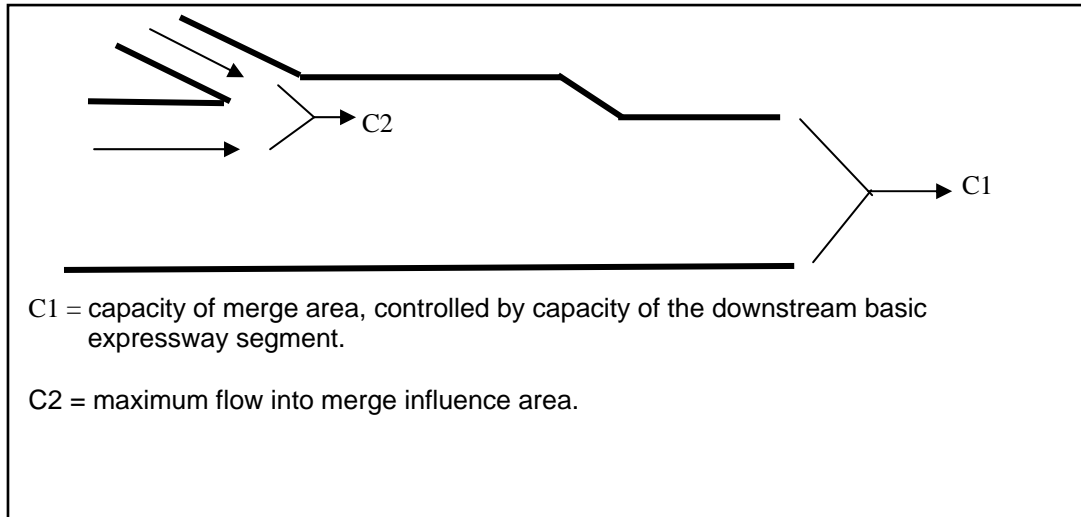 C2
C1
C1 = capacity of merge area, controlled by capacity of the downstream basic
expressway segment.
C2 = maximum flow into merge influence area.